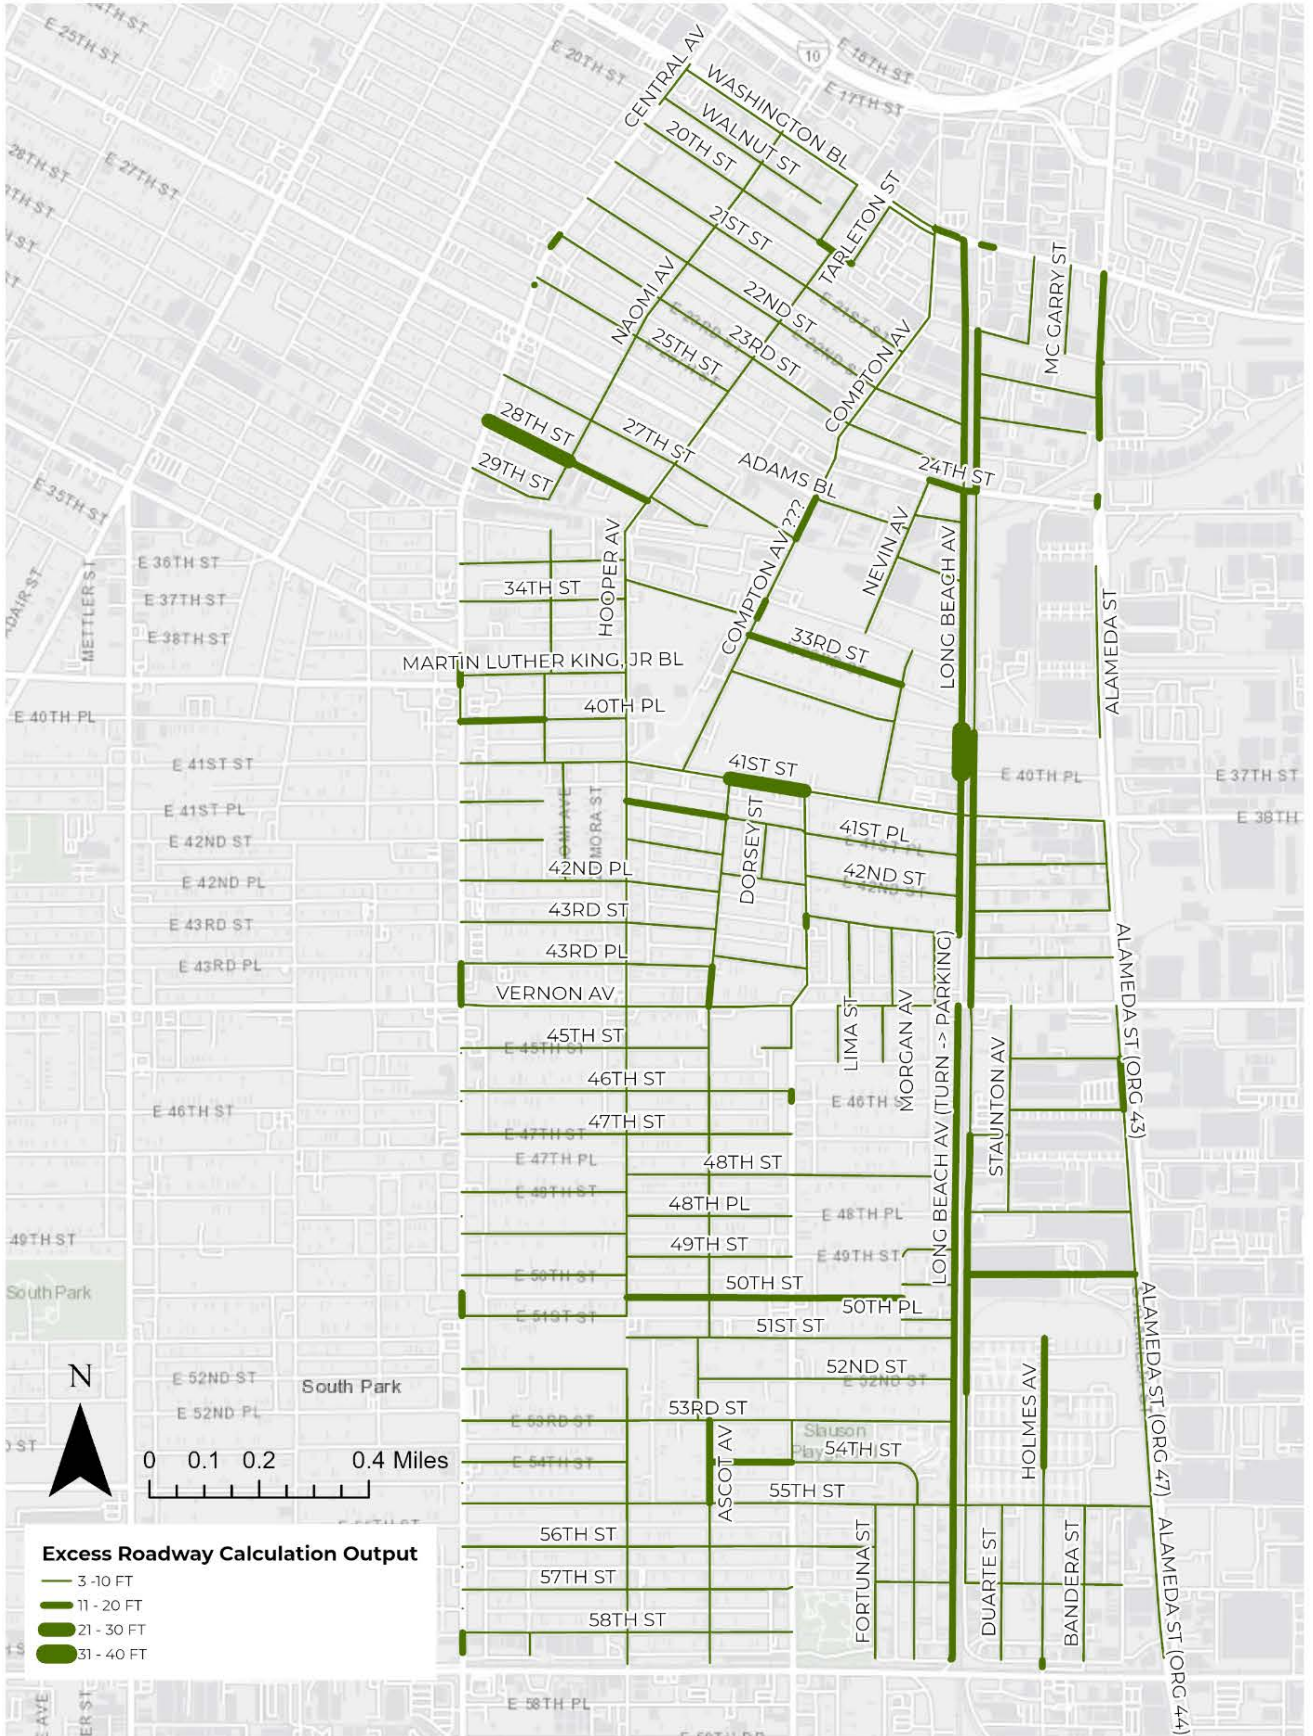 E 25TH ST
E 20TH ST
CENTRAL AV
10
E 16TH ST
E 17TH ST
WASHINGTON BL
WALNUT ST
20TH ST
28TH ST
E 27TH ST
TARLETON ST
21ST ST
MC GARRY ST
NAOMI AV
22ND ST
23RD ST
25TH ST
COMPTON AV
28TH ST
27TH ST
29TH ST
ADAMS BL
24TH ST
E 35TH ST
COMPTON AV ???
NEVIN AV
HOOPER AV
LONG BEACH AV
E 36TH ST
34TH ST
E 37TH ST
METTLER ST
E 38TH ST
33RD ST
ALAMEDA ST
MARTIN LUTHER KING, JR BL
E 40TH PL
40TH PL
E 41ST ST
41ST ST
E 40TH PL
E 37TH ST
E 41ST PL
E 38TH
DORSEY ST
41ST PL
E 41ST PL
E 42ND ST
42ND PL
42ND ST
E 42ND ST
E 42ND PL
43RD ST
E 43RD ST
43RD PL
E 43RD PL
VERNON AV
ALAMEDA ST (ORG 43)
LONG BEACH AV (TURN -> PARKING)
LIMA ST
MORGAN AV
45TH ST
E 45TH ST
STAUNTON AV
46TH ST
E 46TH ST
E 46TH S
47TH ST
E 47TH ST
E 47TH PL
48TH ST
E 48TH ST
48TH PL
E 48TH PL
49TH ST
49TH ST
E 49TH ST
E 50TH ST
50TH ST
South Park
E 51ST ST
50TH PL
51ST ST
N
E 52ND ST
South Park
52ND ST
E 52ND ST
HOLMES AV
ALAMEDA ST (ORG 47)
E 52ND PL
53RD ST
E 53RD ST
ASCOT AV
Slauson
54TH ST
E 54TH ST
0 0.1 0.2 0.4 Miles
55TH ST
56TH ST
FORTUNA ST
DUARTE ST
BANDERA ST
ALAMEDA ST (ORG 44)
57TH ST
58TH ST
Excess Roadway Calculation Output
3 -10 FT
11 - 20 FT
21 - 30 FT
31 - 40 FT
E 58TH PL